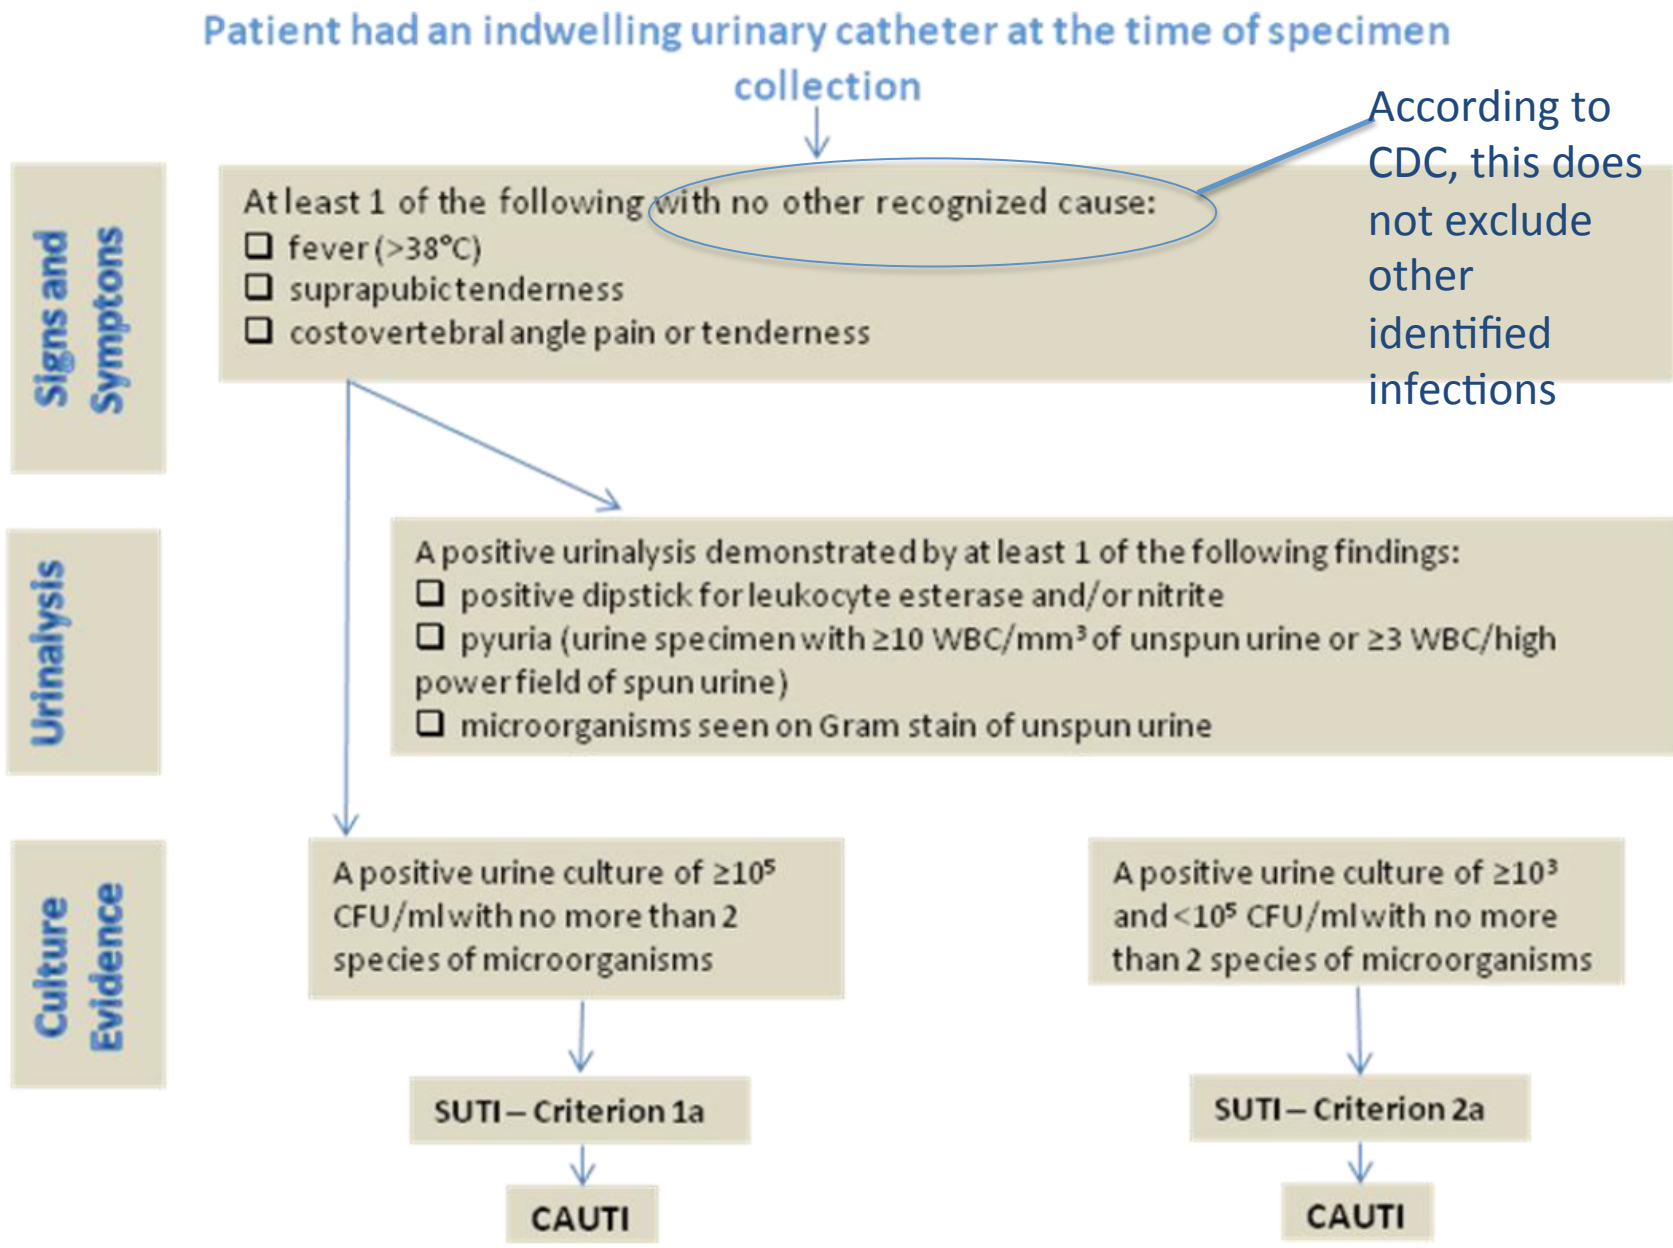 Patient had an indwelling urinary catheter at the time of specimen
collection
According to
CDC, this does
not exclude
other
identified
infections
Signs and
Symptons
At least 1 of the following with no other recognized cause:
❑ fever (>38°C)
❑ suprapubic tenderness
❑ costovertebral angle pain or tenderness
Urinalysis
A positive urinalysis demonstrated by at least 1 of the following findings:
❑ positive dipstick for leukocyte esterase and/or nitrite
❑ pyuria (urine specimen with ≥10 WBC/mm³ of unspun urine or ≥3 WBC/high
power field of spun urine)
❑ microorganisms seen on Gram stain of unspun urine
Culture
Evidence
A positive urine culture of ≥10⁵
CFU/ml with no more than 2
species of microorganisms
A positive urine culture of ≥10³
and <10⁵ CFU/ml with no more
than 2 species of microorganisms
SUTI – Criterion 1a
SUTI – Criterion 2a
CAUTI
CAUTI